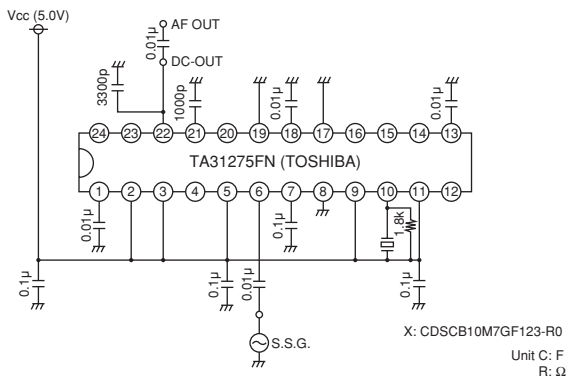 Vcc (5.0V)
AF OUT
0.01µ
DC-OUT
3300p
1000p
0.01µ
0.01µ
24 23 22 21 20 19 18 17 16 15 14 13
TA31275FN (TOSHIBA)
1 2 3 4 5 6 7 8 9 10 11 12
0.01µ
0.1µ
1.8k
0.1µ
0.1µ
0.01µ
0.1µ
S.S.G.
X: CDSCB10M7GF123-R0
Unit C: F
R: Ω